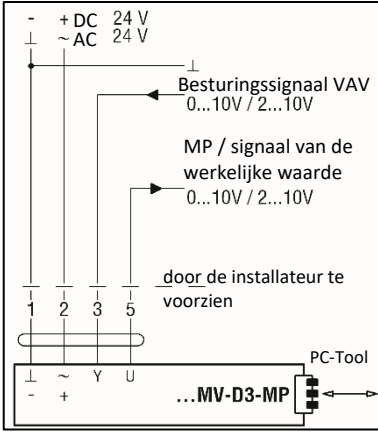 - + DC 24 V
⊥ ~ AC 24 V
⊥
Besturingssignaal VAV
0...10V / 2...10V
MP / signaal van de
werkelijke waarde
0...10V / 2...10V
door de installateur te
voorzien
1 2 3 5
PC-Tool
⊥ ~ Y U
- +
...MV-D3-MP